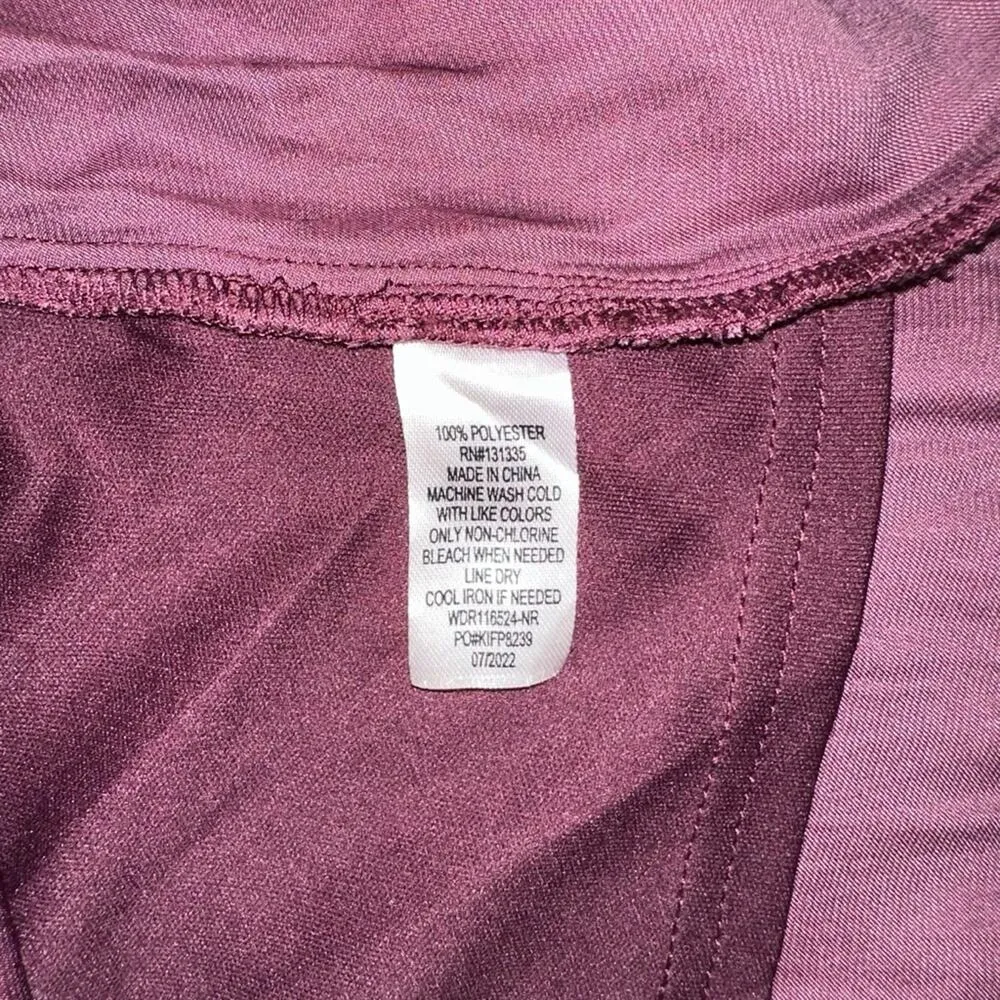 100% POLYESTER
RN#131335
MADE IN CHINA
MACHINE WASH COLD
WITH LIKE COLORS
ONLY NON-CHLORINE
BLEACH WHEN NEEDED
LINE DRY
COOL IRON IF NEEDED
WDR116524-NR
PO#KIFP8239
07/2022